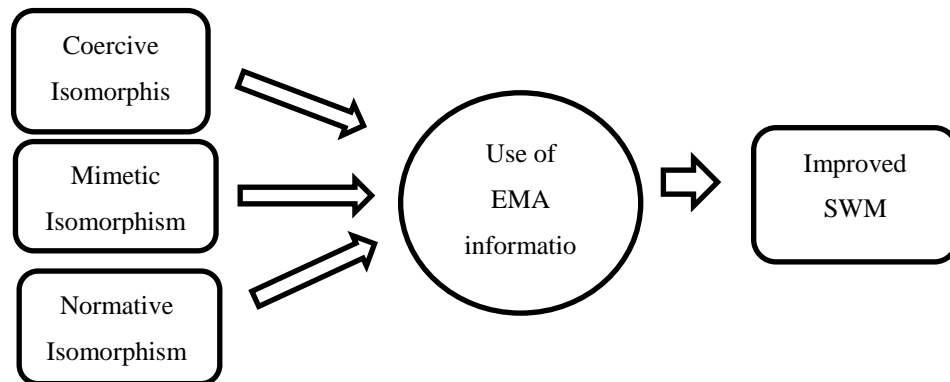 Coercive
Isomorphis
Mimetic
Isomorphism
Normative
Isomorphism
Use of
EMA
informatio
Improved
SWM